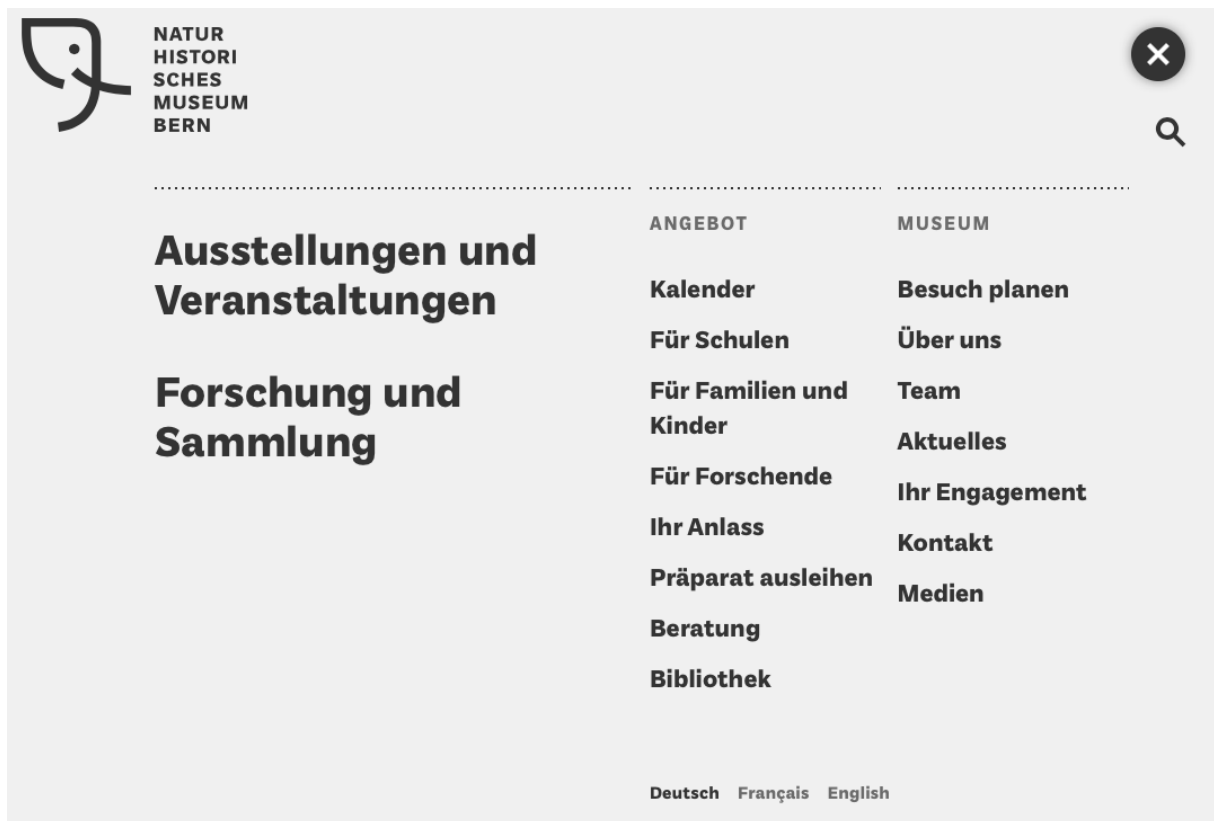 NATUR
HISTORI
SCHES
MUSEUM
BERN
Ausstellungen und
Veranstaltungen
Forschung und
Sammlung
ANGEBOT
Kalender
Für Schulen
Für Familien und
Kinder
Für Forschende
Ihr Anlass
Präparat ausleihen
Beratung
Bibliothek
MUSEUM
Besuch planen
Über uns
Team
Aktuelles
Ihr Engagement
Kontakt
Medien
Deutsch Français English